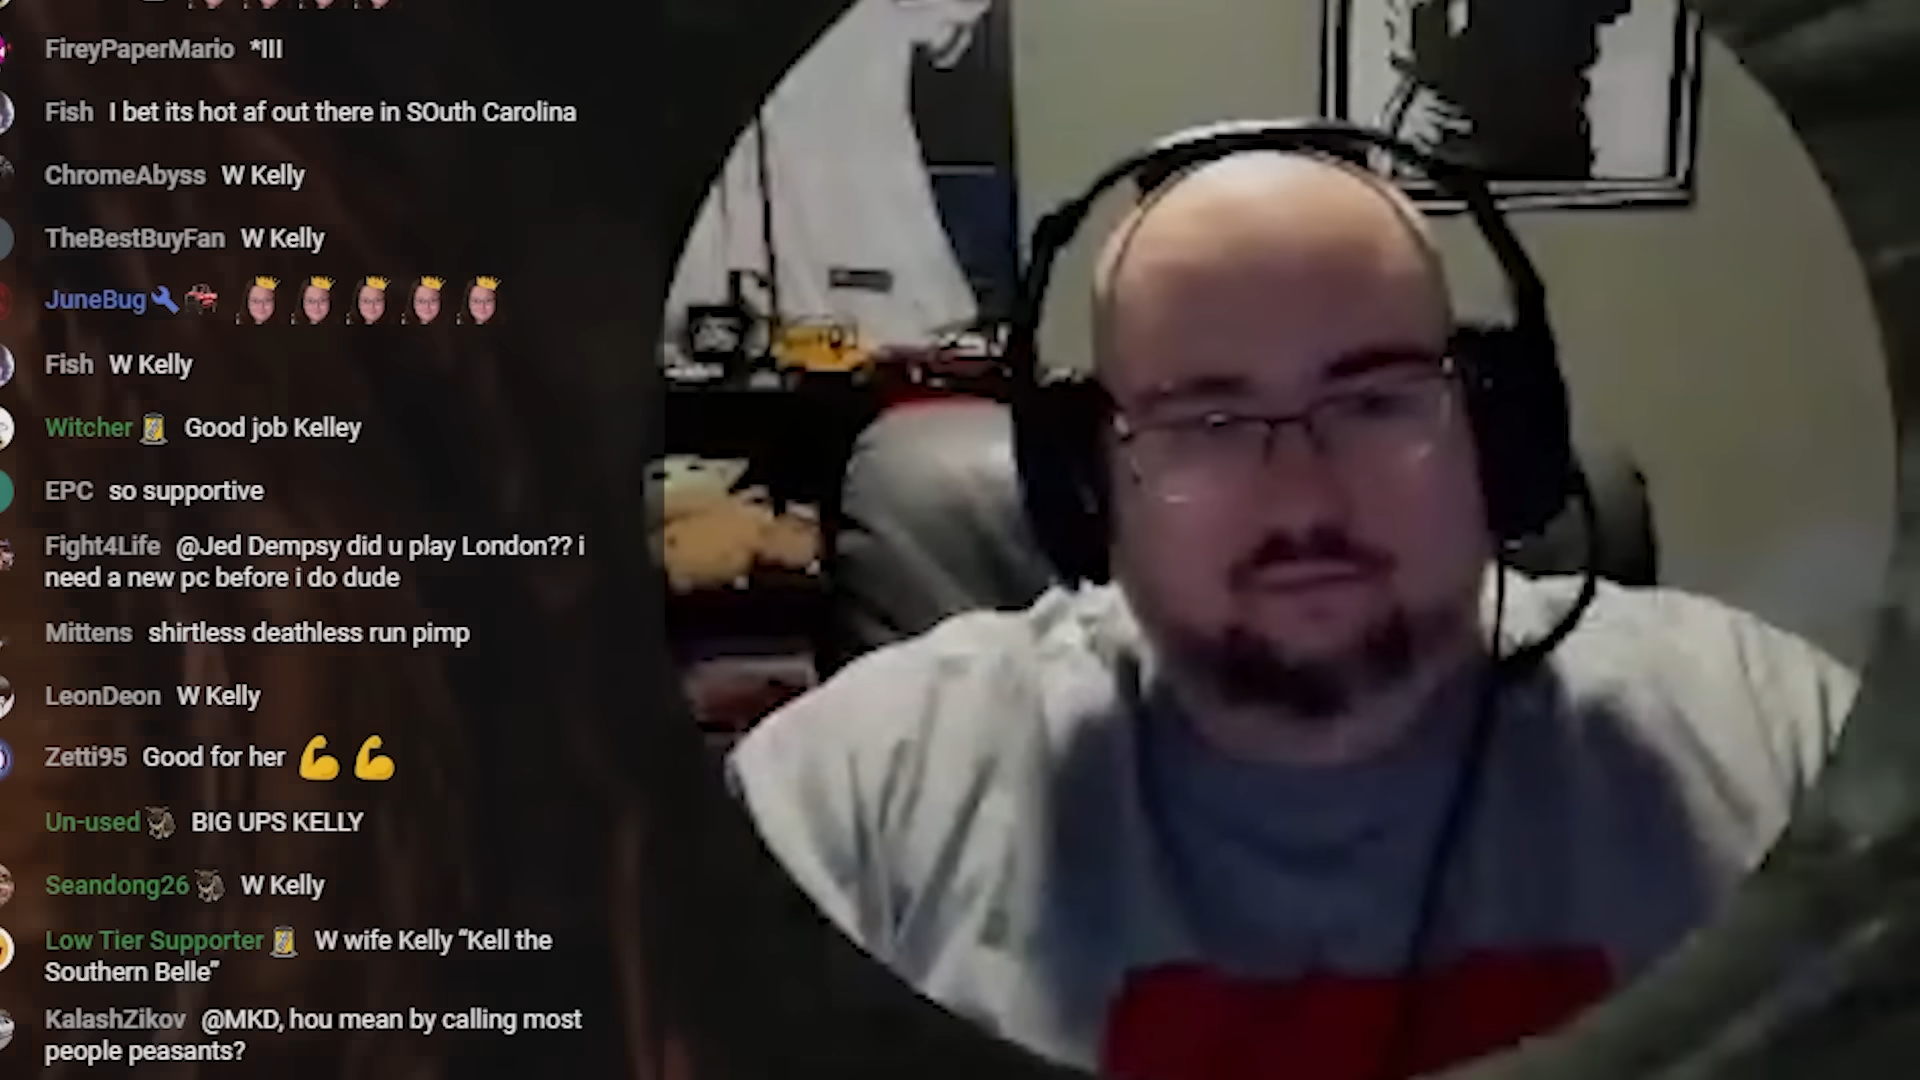 FireyPaperMario *III
Fish I bet its hot af out there in SOuth Carolina
ChromeAbyss W Kelly
TheBestBuyFan W Kelly
JuneBug
Fish W Kelly
Witcher Good job Kelley
EPC so supportive
Fight4Life @Jed Dempsy did u play London?? i
need a new pc before i do dude
Mittens shirtless deathless run pimp
LeonDeon W Kelly
Zetti95 Good for her 💪 💪
Un-used BIG UPS KELLY
Seandong26 W Kelly
Low Tier Supporter W wife Kelly “Kell the
Southern Belle”
KalashZikov @MKD, hou mean by calling most
people peasants?